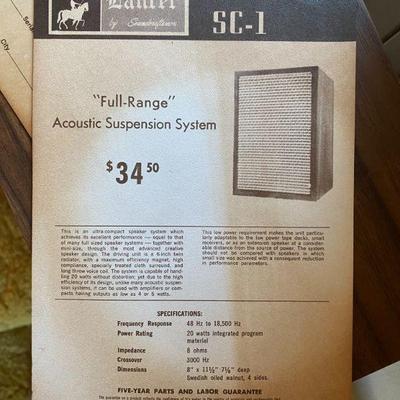 Send
City
Lancer
by Soundcraftsmen
SC-1
"Full-Range"
Acoustic Suspension System
$34 50
This is an ultra-compact speaker system which
achieves its excellent performance — equal to that
of many full sized speaker systems — together with
mini-size, through the most advanced creative
speaker design. The driving unit is a 6-inch twin
radiator, with a maximum efficiency magnet, high
compliance, specially treated cloth surround, and
long throw voice coil. The system is capable of hand-
ling 20 watts without distortion; yet due to the high
efficiency of its design, unlike many acoustic suspen-
sion systems, it can be used with amplifiers or com-
pacts having outputs as low as 4 or 5 watts.
This low power requirement makes the unit partic-
ularly adaptable to the low power tape decks, small
receivers, or as an extension speaker at a consider-
able distance from the source of power. The system
should not be compared with speakers in which
small size was achieved with a consequent reduction
in performance parameters.
SPECIFICATIONS:
Frequency Response 48 Hz to 18,500 Hz
Power Rating 20 watts integrated program
material
Impedance 8 ohms
Crossover 3000 Hz
Dimensions 8" x 11½" 7⅛" deep
Swedish oiled walnut, 4 sides.
FIVE-YEAR PARTS AND LABOR GUARANTEE